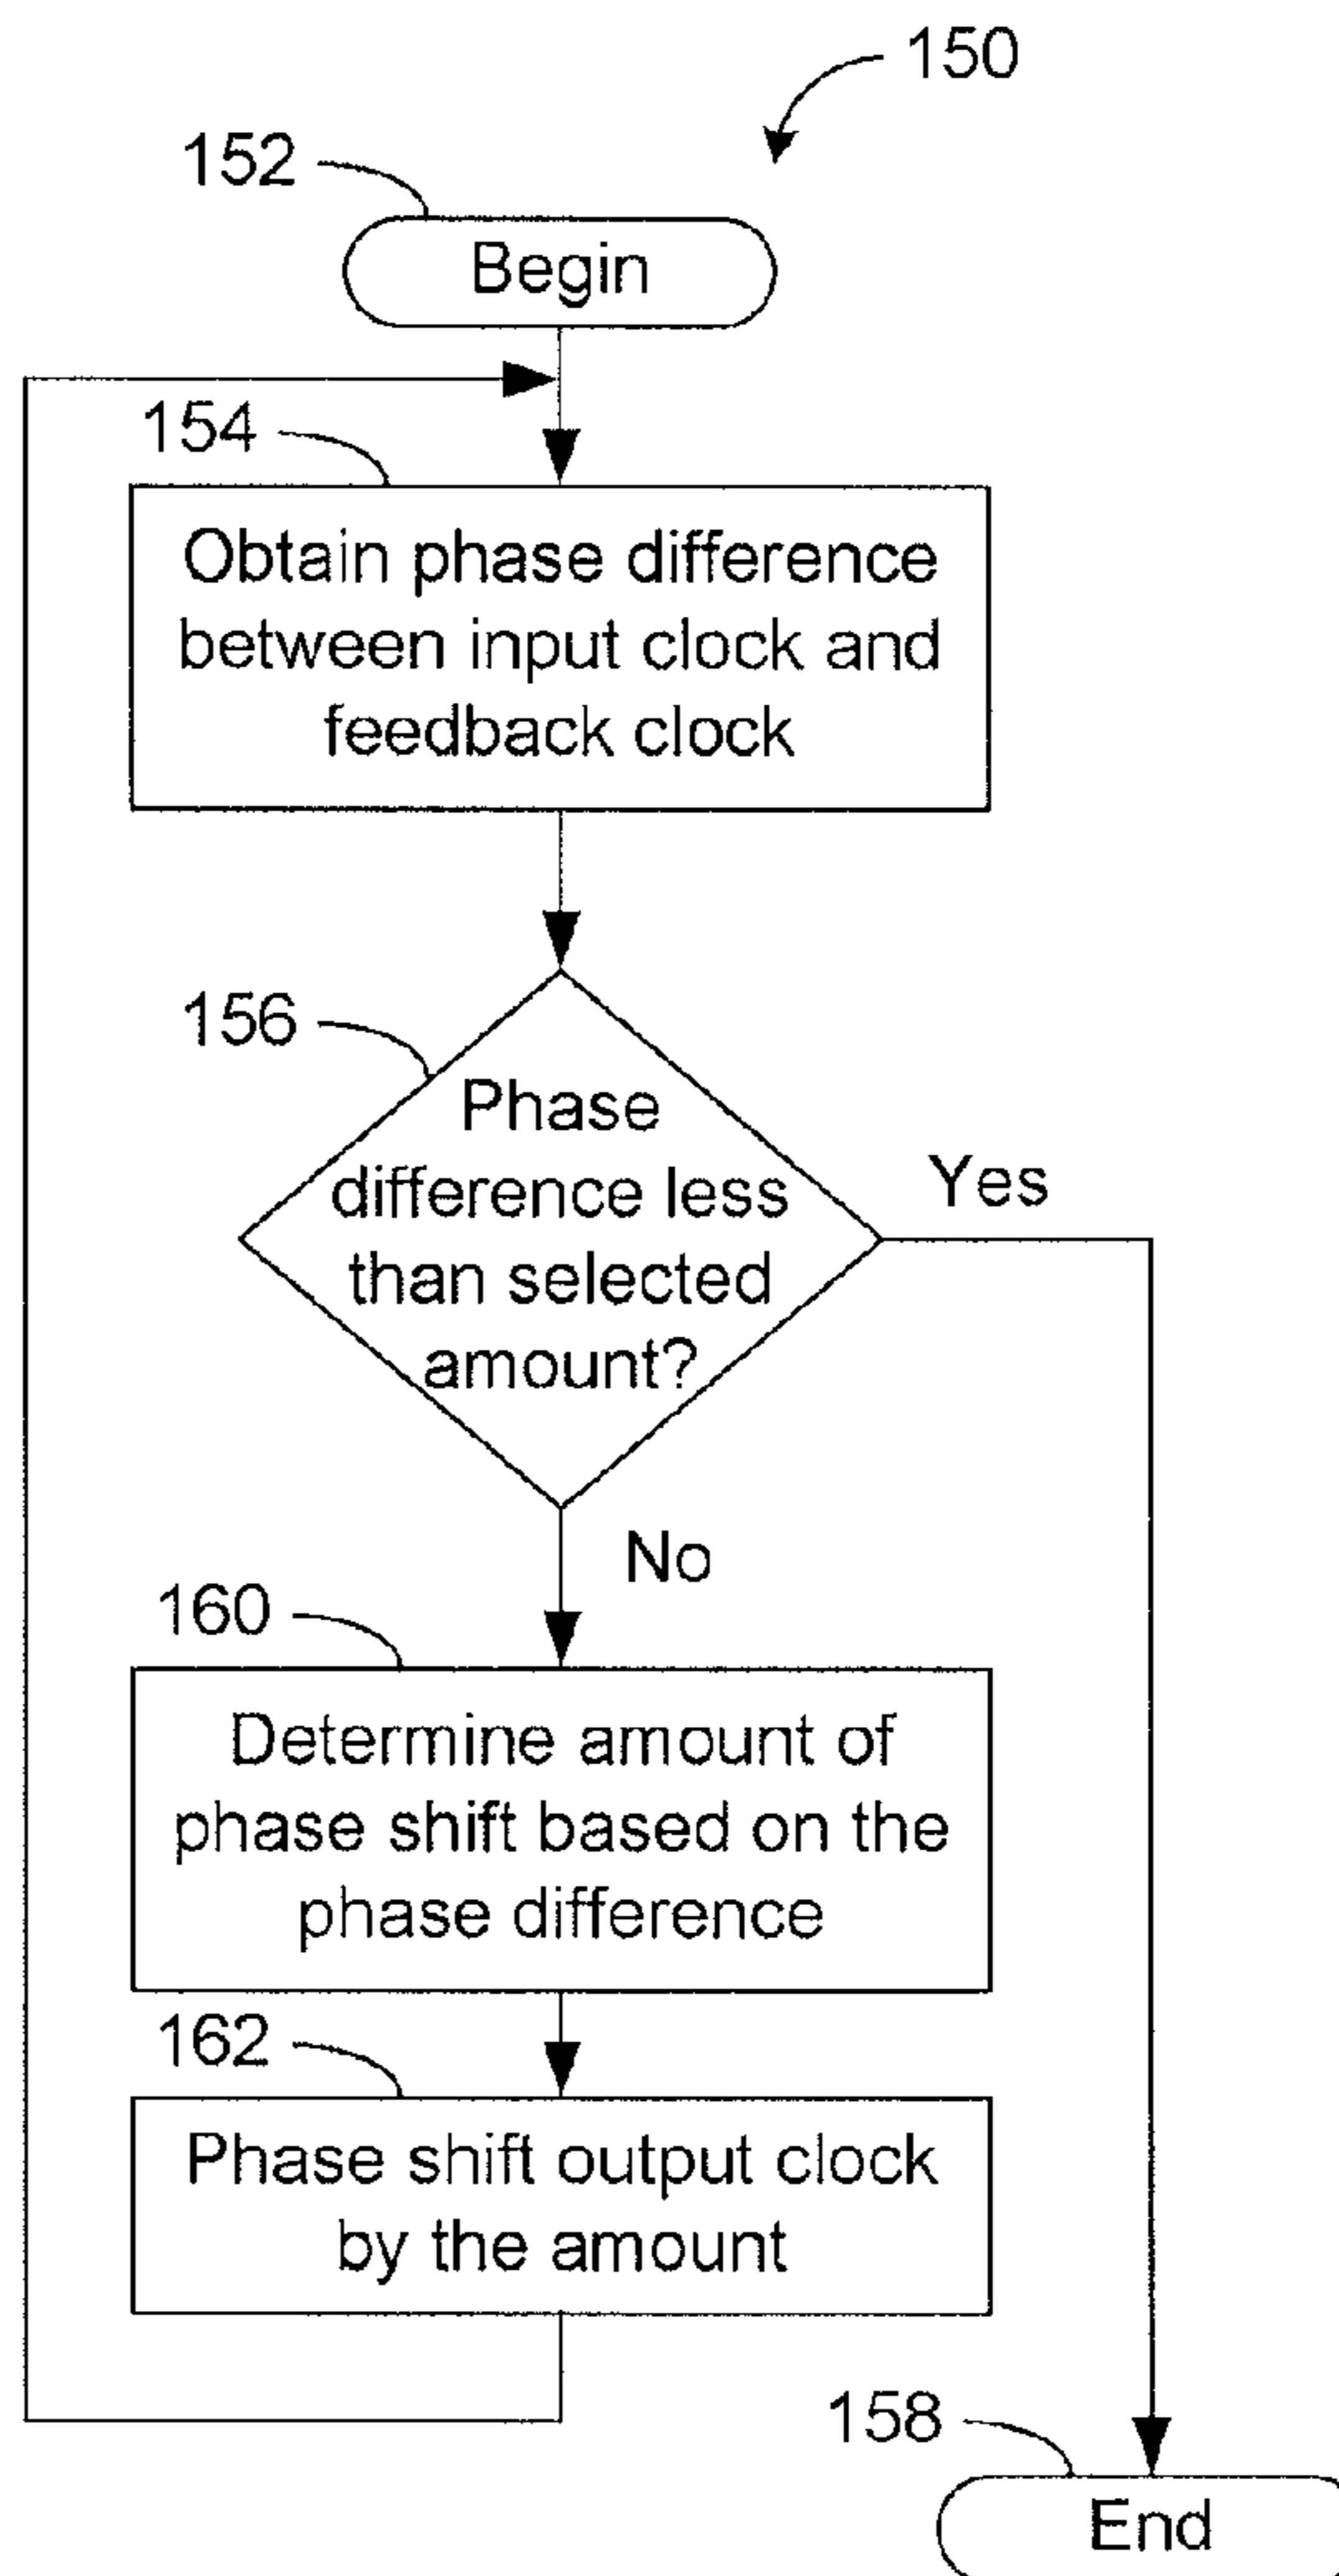 150
152
Begin
154
Obtain phase difference
between input clock and
feedback clock
156
Phase
difference less
than selected
amount?
Yes
No
160
Determine amount of
phase shift based on the
phase difference
162
Phase shift output clock
by the amount
158
End